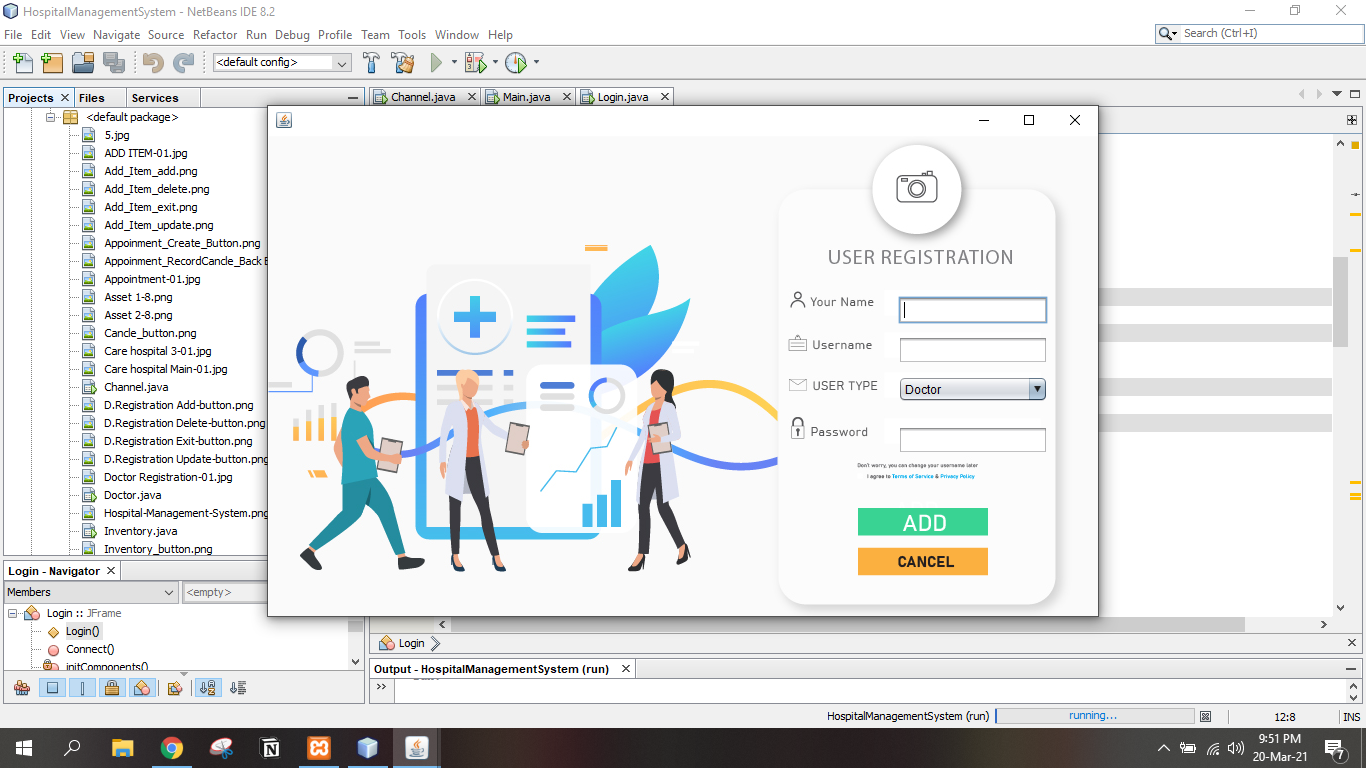 HospitalManagementSystem - NetBeans IDE 8.2
File Edit View Navigate Source Refactor Run Debug Profile Team Tools Window Help
Search (Ctrl+I)
<default config>
Projects Files Services
Channel.java Main.java Login.java
<default package>
5.jpg
ADD ITEM-01.jpg
Add_Item_add.png
Add_Item_delete.png
Add_Item_exit.png
Add_Item_update.png
Appoinment_Create_Button.png
Appoinment_RecordCancle_Back B
Appointment-01.jpg
Asset 1-8.png
Asset 2-8.png
Cancle_button.png
Care hospital 3-01.jpg
Care hospital Main-01.jpg
Channel.java
D.Registration Add-button.png
D.Registration Delete-button.png
D.Registration Exit-button.png
D.Registration Update-button.png
Doctor Registration-01.jpg
Doctor.java
Hospital-Management-System.png
Inventory.java
Inventory_button.png
USER REGISTRATION
Your Name
Username
USER TYPE
Doctor
Password
Don't worry, you can change your username later
I agree to Terms of Service & Privacy Policy
ADD
CANCEL
Login - Navigator
Members
<empty>
Login :: JFrame
Login()
Connect()
initComponents()
Login
Output - HospitalManagementSystem (run)
>>
HospitalManagementSystem (run)
running...
12:8
INS
9:51 PM
20-Mar-21
7